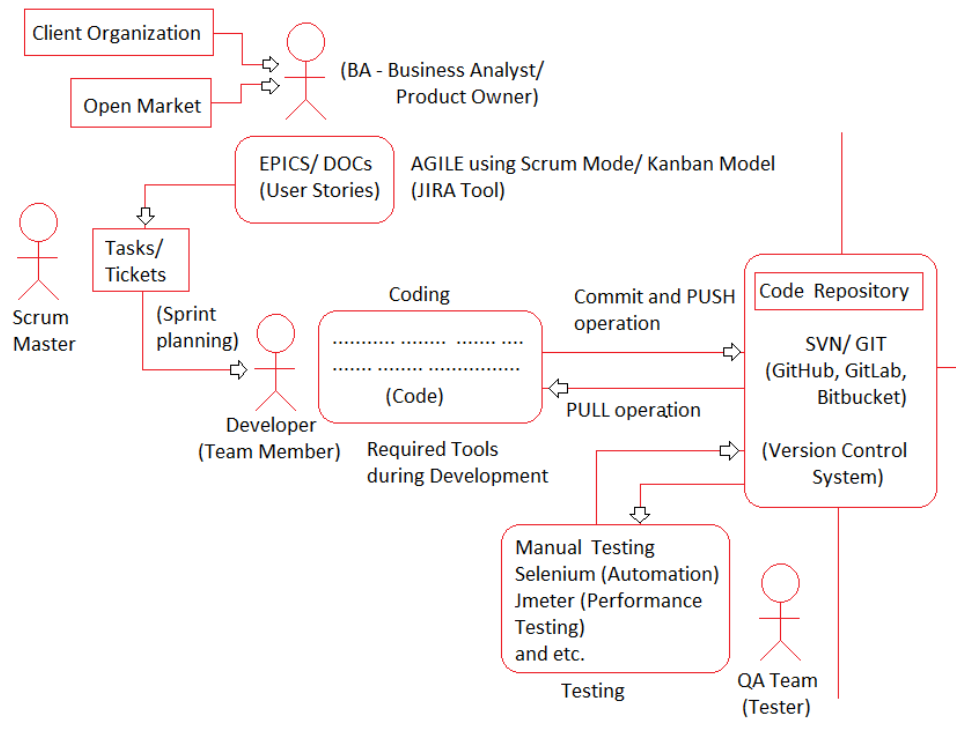 Client Organization
Open Market
(BA - Business Analyst/
Product Owner)
EPICS/ DOCs
(User Stories)
AGILE using Scrum Mode/ Kanban Model
(JIRA Tool)
Scrum
Master
Tasks/
Tickets
(Sprint
planning)
Developer
(Team Member)
Coding
........... ........ ....... ....
....... ........ ................
(Code)
Required Tools
during Development
Commit and PUSH
operation
PULL operation
Code Repository
SVN/ GIT
(GitHub, GitLab,
Bitbucket)
(Version Control
System)
Manual Testing
Selenium (Automation)
Jmeter (Performance
Testing)
and etc.
Testing
QA Team
(Tester)